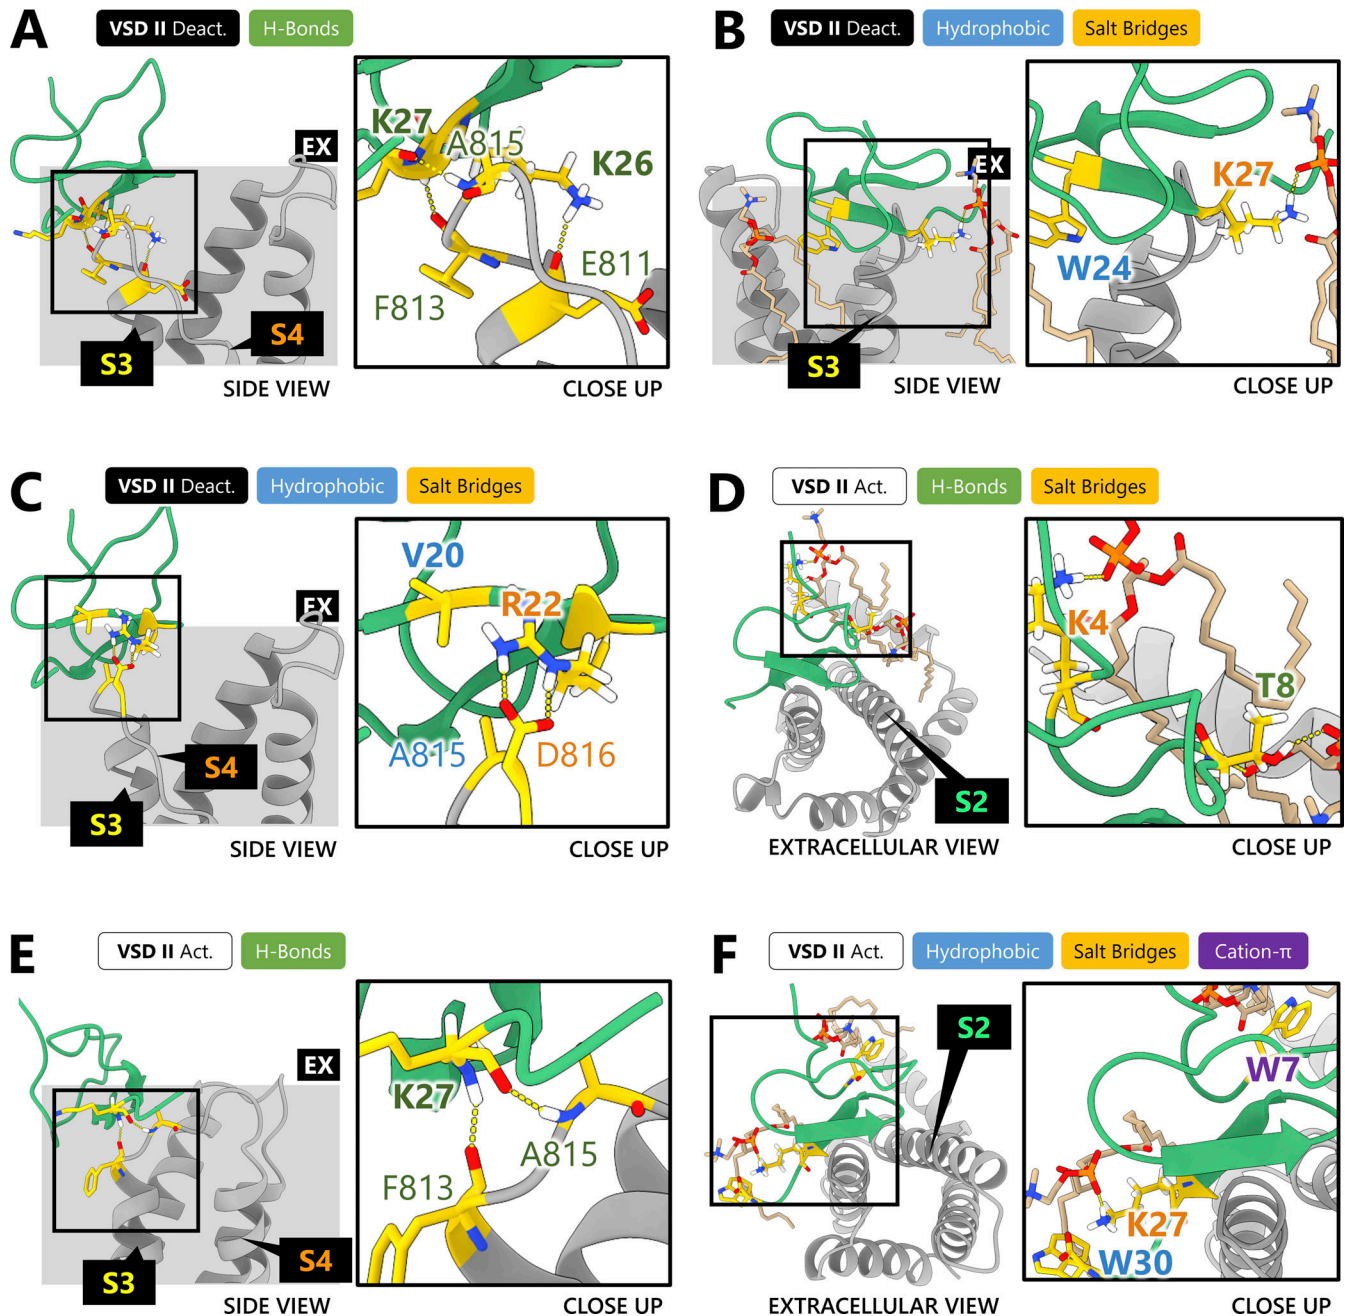 A
VSD II Deact.
H-Bonds
EX
S3
S4
SIDE VIEW
K27
A815
K26
E811
F813
CLOSE UP
B
VSD II Deact.
Hydrophobic
Salt Bridges
EX
S3
SIDE VIEW
K27
W24
CLOSE UP
C
VSD II Deact.
Hydrophobic
Salt Bridges
EX
S4
S3
SIDE VIEW
V20
R22
A815
D816
CLOSE UP
D
VSD II Act.
H-Bonds
Salt Bridges
S2
EXTRACELLULAR VIEW
K4
T8
CLOSE UP
E
VSD II Act.
H-Bonds
EX
S3
S4
SIDE VIEW
K27
A815
F813
CLOSE UP
F
VSD II Act.
Hydrophobic
Salt Bridges
Cation-π
S2
EXTRACELLULAR VIEW
W7
K27
W30
CLOSE UP